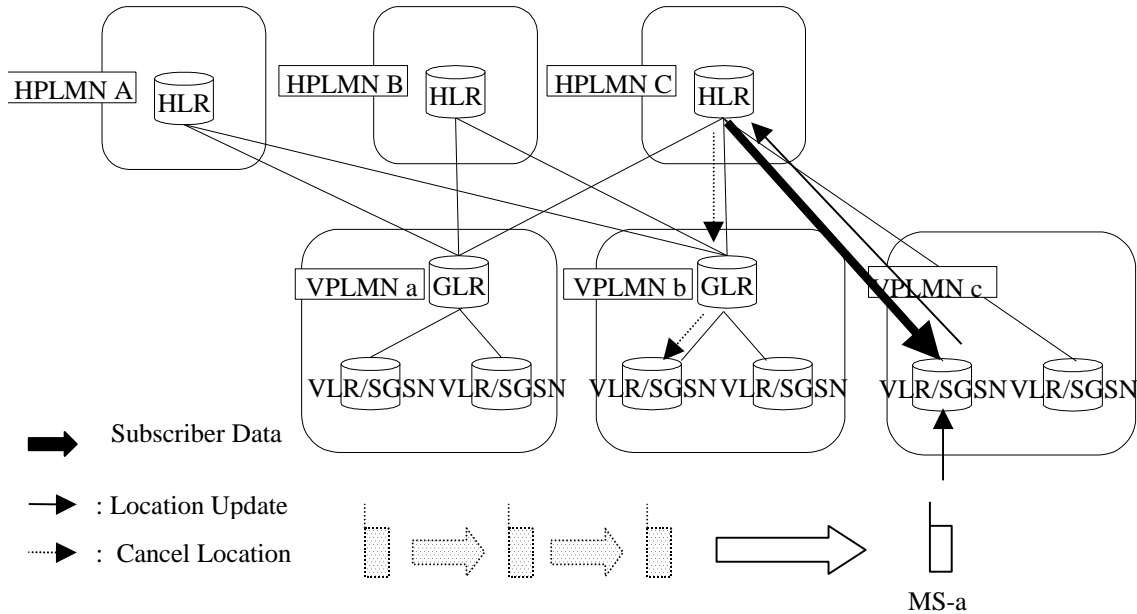 HPLMN A
HLR
HPLMN B
HLR
HPLMN C
HLR
VPLMN a
GLR
VPLMN b
GLR
VPLMN c
VLR/SGSN
VLR/SGSN
VLR/SGSN
VLR/SGSN
VLR/SGSN
VLR/SGSN
Subscriber Data
: Location Update
: Cancel Location
MS-a